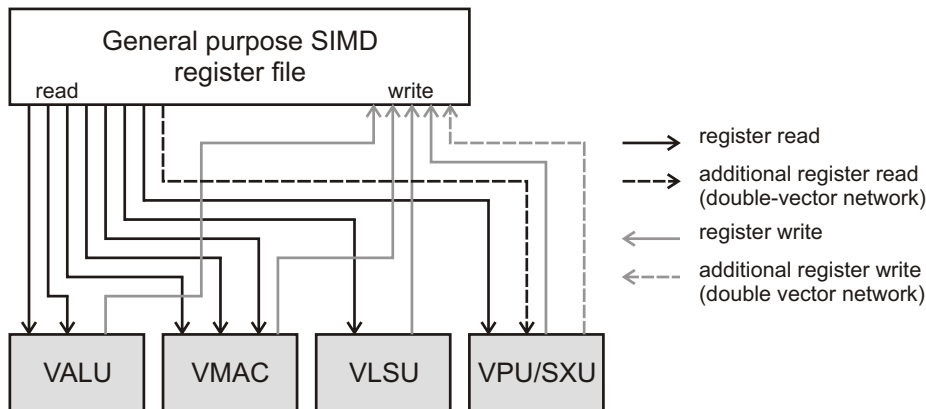 General purpose SIMD
register file
read
write
register read
additional register read
(double-vector network)
register write
additional register write
(double vector network)
VALU
VMAC
VLSU
VPU/SXU